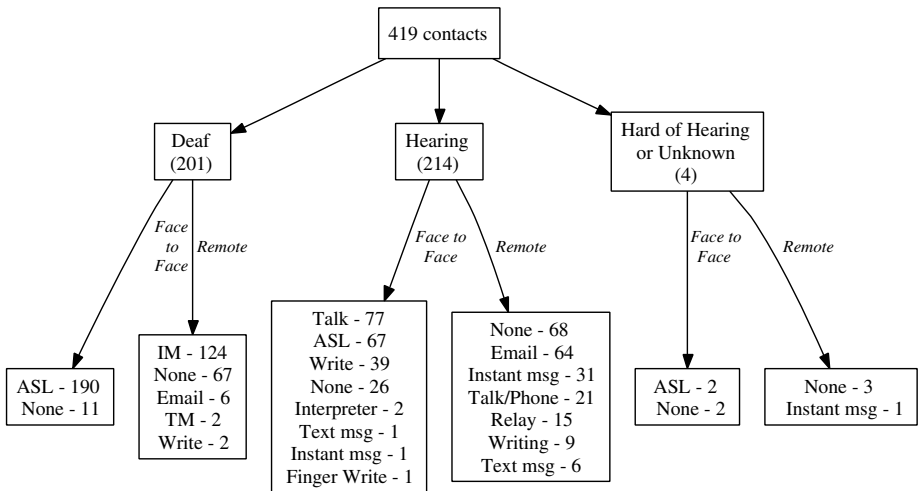 419 contacts
Deaf
(201)
Hearing
(214)
Hard of Hearing
or Unknown
(4)
Face
to
Face
Remote
Face to
Face
Remote
Face to
Face
Remote
ASL - 190
None - 11
IM - 124
None - 67
Email - 6
TM - 2
Write - 2
Talk - 77
ASL - 67
Write - 39
None - 26
Interpreter - 2
Text msg - 1
Instant msg - 1
Finger Write - 1
None - 68
Email - 64
Instant msg - 31
Talk/Phone - 21
Relay - 15
Writing - 9
Text msg - 6
ASL - 2
None - 2
None - 3
Instant msg - 1